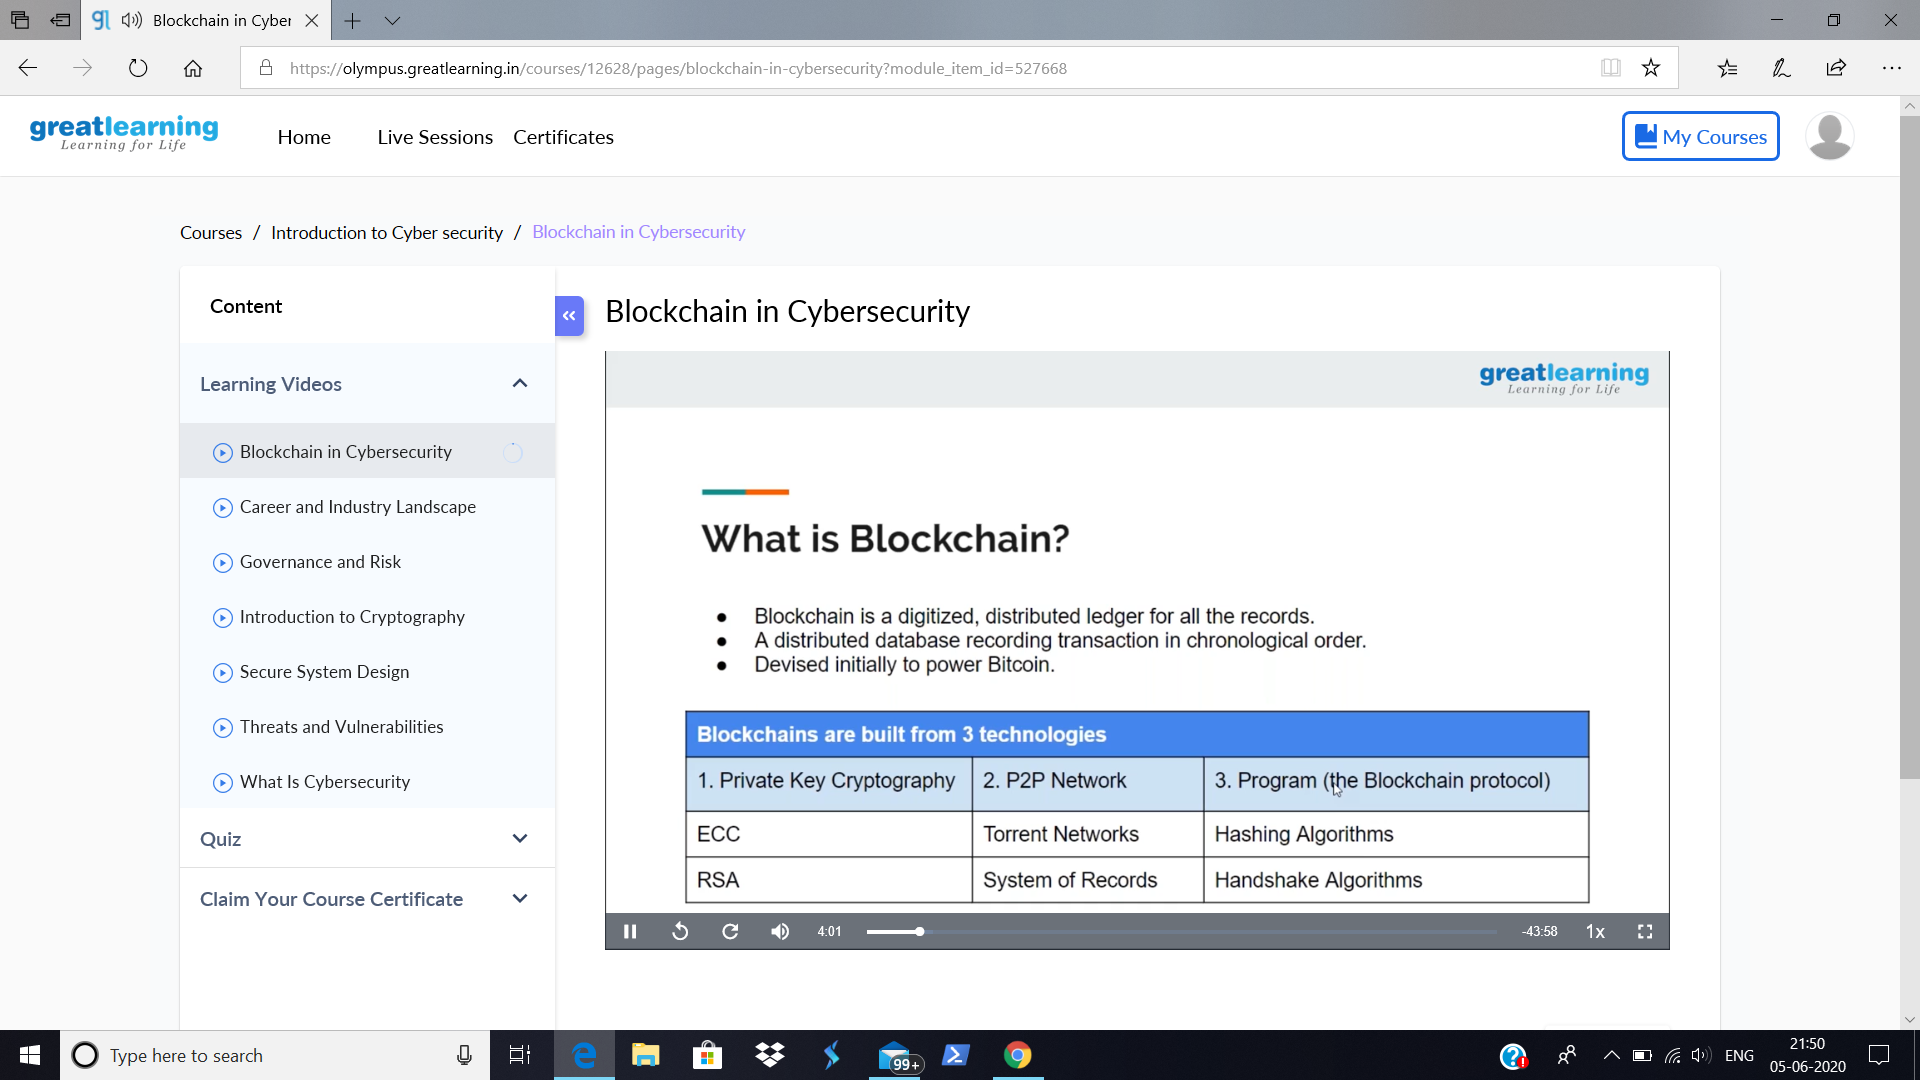 Blockchain in Cyber
https://olympus.greatlearning.in/courses/12628/pages/blockchain-in-cybersecurity?module_item_id=527668
greatlearning
Learning for Life
Home Live Sessions Certificates
My Courses
Courses / Introduction to Cyber security / Blockchain in Cybersecurity
Content
Learning Videos
Blockchain in Cybersecurity
Career and Industry Landscape
Governance and Risk
Introduction to Cryptography
Secure System Design
Threats and Vulnerabilities
What Is Cybersecurity
Quiz
Claim Your Course Certificate
Blockchain in Cybersecurity
greatlearning
Learning for Life
What is Blockchain?
● Blockchain is a digitized, distributed ledger for all the records.
● A distributed database recording transaction in chronological order.
● Devised initially to power Bitcoin.
Blockchains are built from 3 technologies
1. Private Key Cryptography 2. P2P Network 3. Program (the Blockchain protocol)
ECC Torrent Networks Hashing Algorithms
RSA System of Records Handshake Algorithms
4:01 -43:58 1x
Type here to search
99+
ENG
21:50
05-06-2020